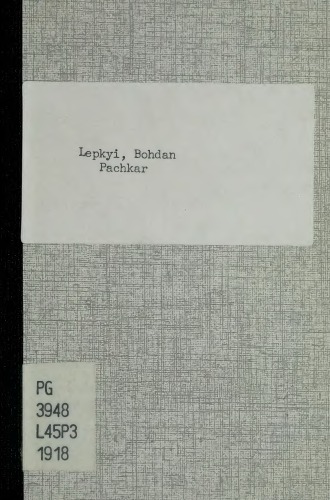 Lepkyi, Bohdan
Pachkar
PG
3948
L45P3
1918